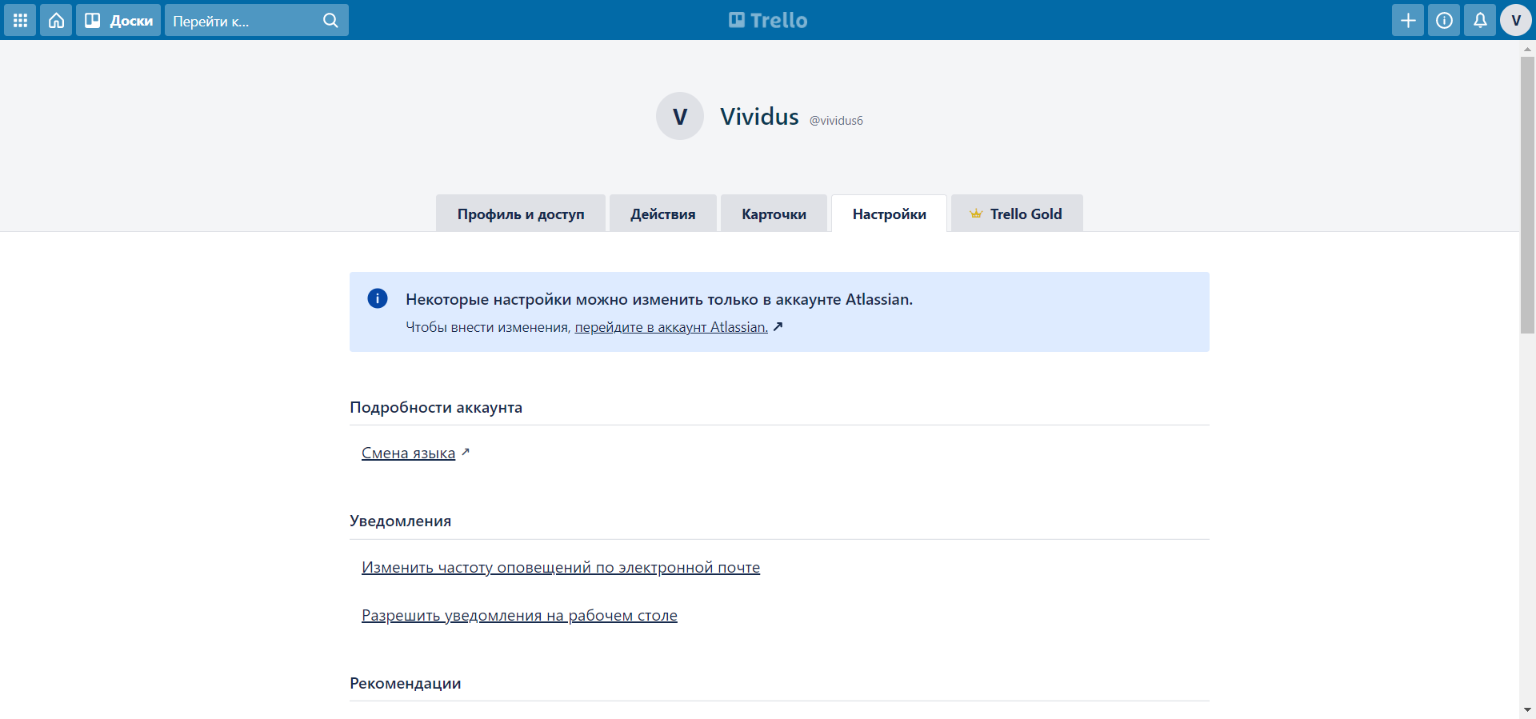 Доски
Перейти к...
Trello
V
V
Vividus @vividus6
Профиль и доступ
Действия
Карточки
Настройки
Trello Gold
i
Некоторые настройки можно изменить только в аккаунте Atlassian.
Чтобы внести изменения, перейдите в аккаунт Atlassian. ↗
Подробности аккаунта
Смена языка ↗
Уведомления
Изменить частоту оповещений по электронной почте
Разрешить уведомления на рабочем столе
Рекомендации